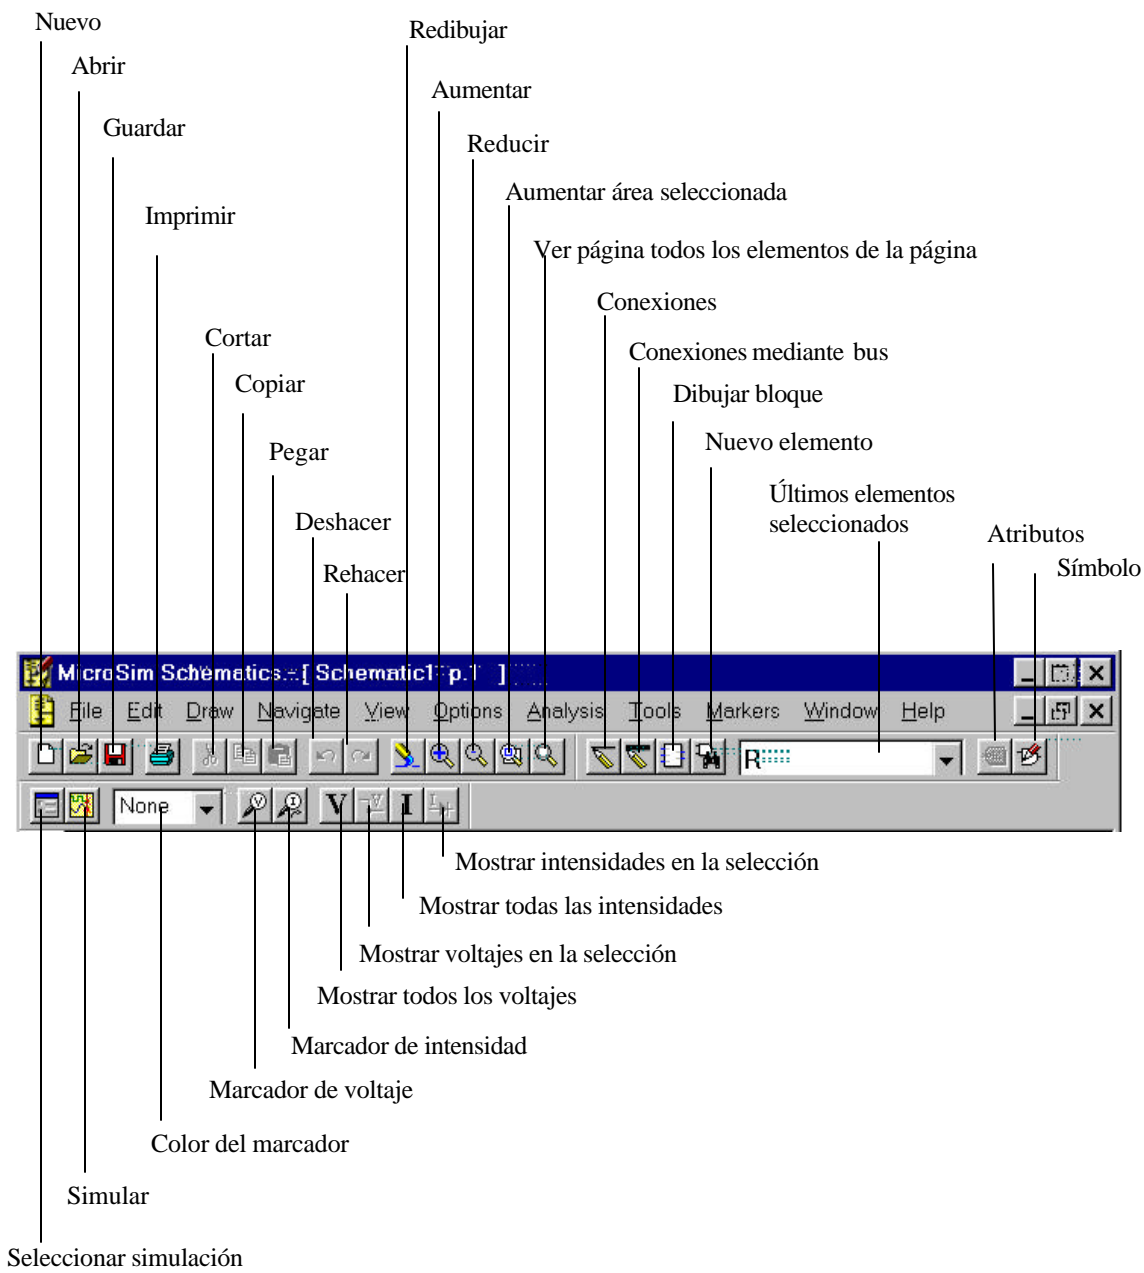 Nuevo
Redibujar
Abrir
Aumentar
Guardar
Reducir
Aumentar área seleccionada
Imprimir
Ver página todos los elementos de la página
Conexiones
Cortar
Conexiones mediante bus
Copiar
Dibujar bloque
Nuevo elemento
Pegar
Últimos elementos
seleccionados
Deshacer
Atributos
Símbolo
Rehacer
MicroSim Schematics - [ Schematic1 p.1 ]
File Edit Draw Navigate View Options Analysis Tools Markers Window Help
R
None V I V V I I
Mostrar intensidades en la selección
Mostrar todas las intensidades
Mostrar voltajes en la selección
Mostrar todos los voltajes
Marcador de intensidad
Marcador de voltaje
Color del marcador
Simular
Seleccionar simulación